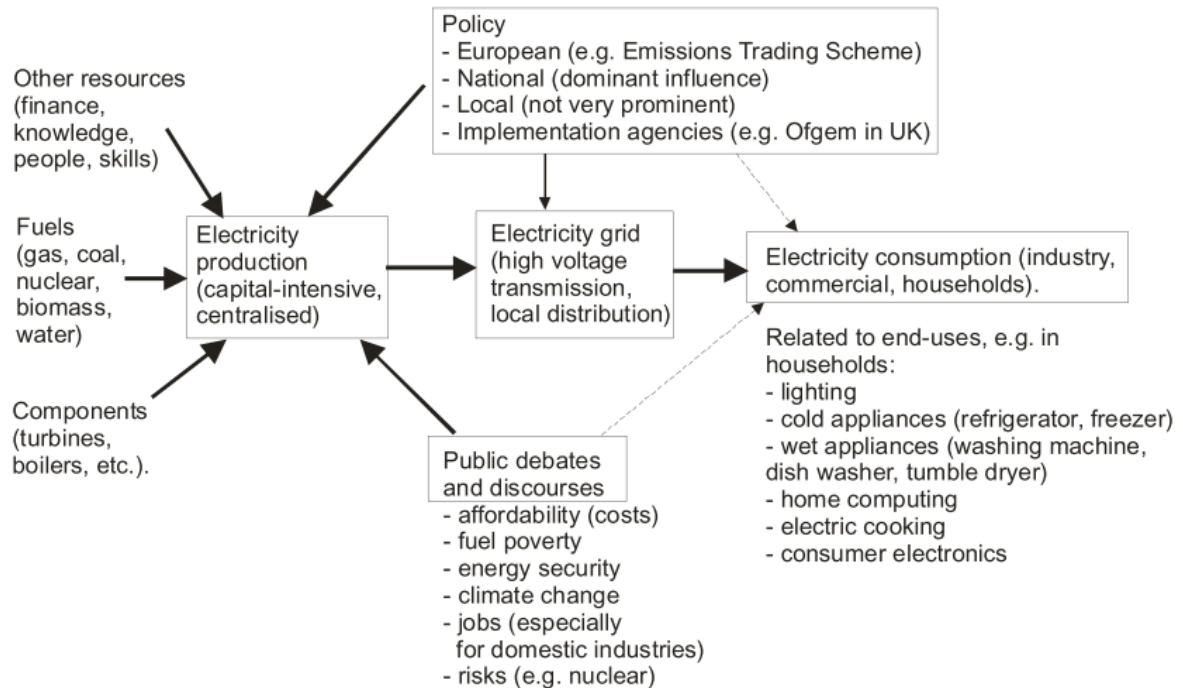 Policy
- European (e.g. Emissions Trading Scheme)
- National (dominant influence)
- Local (not very prominent)
- Implementation agencies (e.g. Ofgem in UK)
Other resources
(finance,
knowledge,
people, skills)
Fuels
(gas, coal,
nuclear,
biomass,
water)
Components
(turbines,
boilers, etc.).
Electricity
production
(capital-intensive,
centralised)
Electricity grid
(high voltage
transmission,
local distribution)
Electricity consumption (industry,
commercial, households).
Related to end-uses, e.g. in
households:
- lighting
- cold appliances (refrigerator, freezer)
- wet appliances (washing machine,
dish washer, tumble dryer)
- home computing
- electric cooking
- consumer electronics
Public debates
and discourses
- affordability (costs)
- fuel poverty
- energy security
- climate change
- jobs (especially
for domestic industries)
- risks (e.g. nuclear)